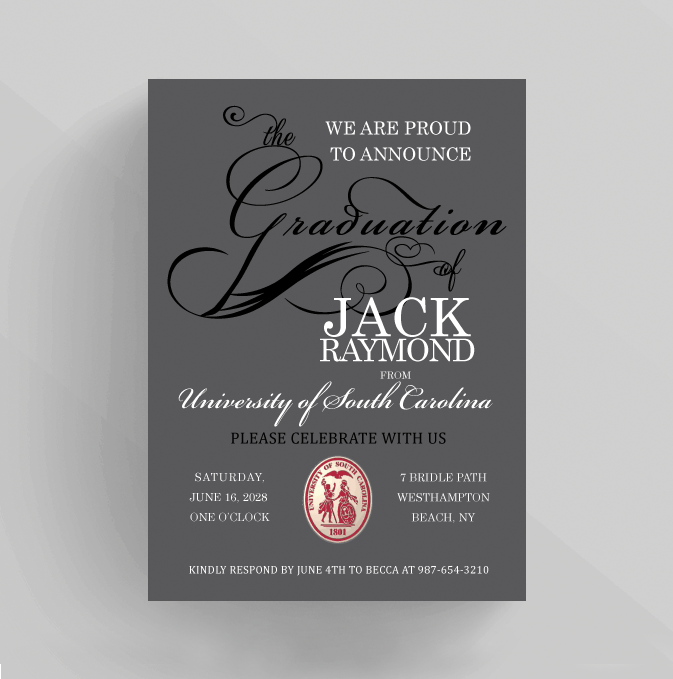 WE ARE PROUD
TO ANNOUNCE
the
Graduation
of
JACK
RAYMOND
FROM
University of South Carolina
PLEASE CELEBRATE WITH US
SATURDAY,
JUNE 16, 2028
ONE O'CLOCK
UNIVERSITY OF SOUTH CAROLINA
1801
7 BRIDLE PATH
WESTHAMPTON
BEACH, NY
KINDLY RESPOND BY JUNE 4TH TO BECCA AT 987-654-3210